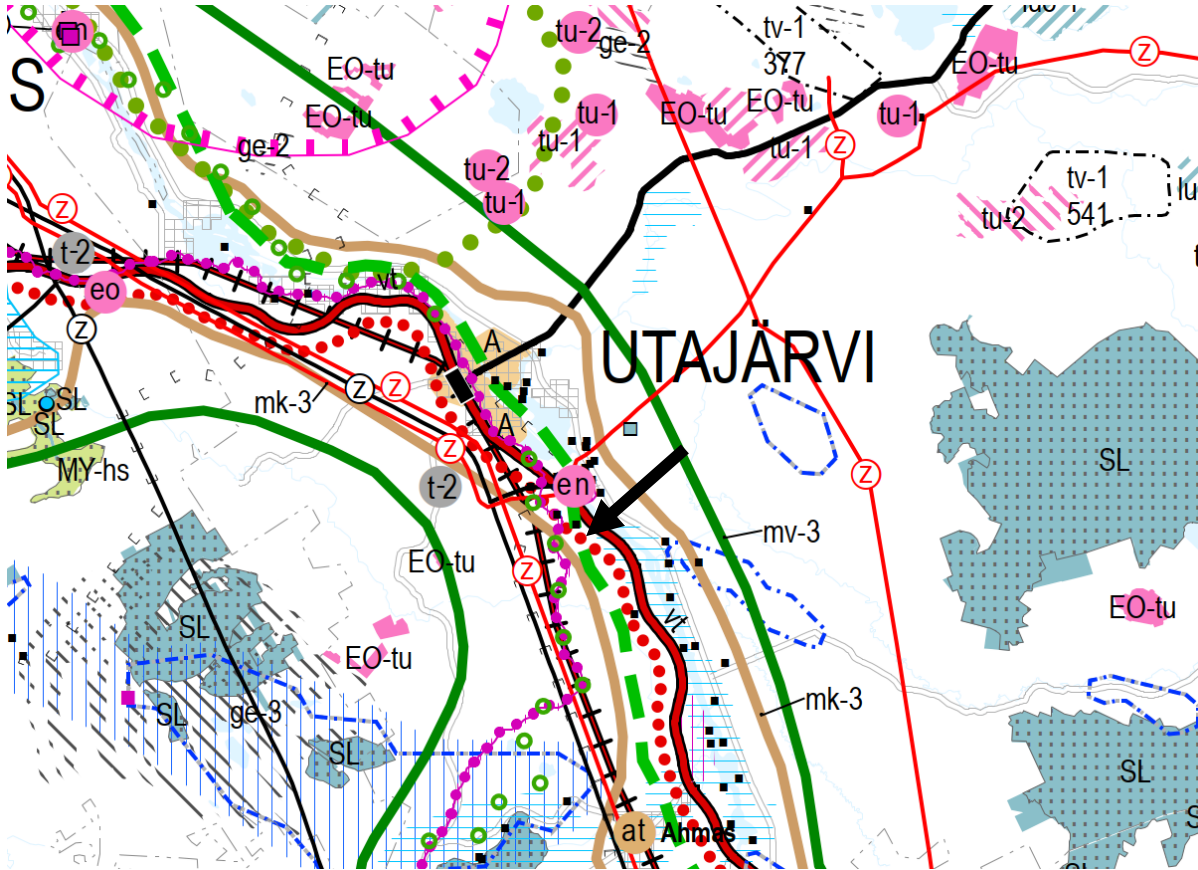 en
tu-2
ge-2
tv-1
377
EO-tu
Z
S
EO-tu
EO-tu
EO-tu
EO-tu
tu-1
tu-1
ge-2
tu-1
tu-1
Z
tu-2
tv-1
541
tu-1
tu-2
Z
t-2
vt
eo
Z
A
UTAJÄRVI
mk-3
Z
Z
SL
SL
SL
A
Z
MY-hs
SL
t-2
en
Z
mv-3
EO-tu
Z
EO-tu
SL
vt
EO-tu
SL
ge-3
mk-3
SL
SL
at
Ahmas